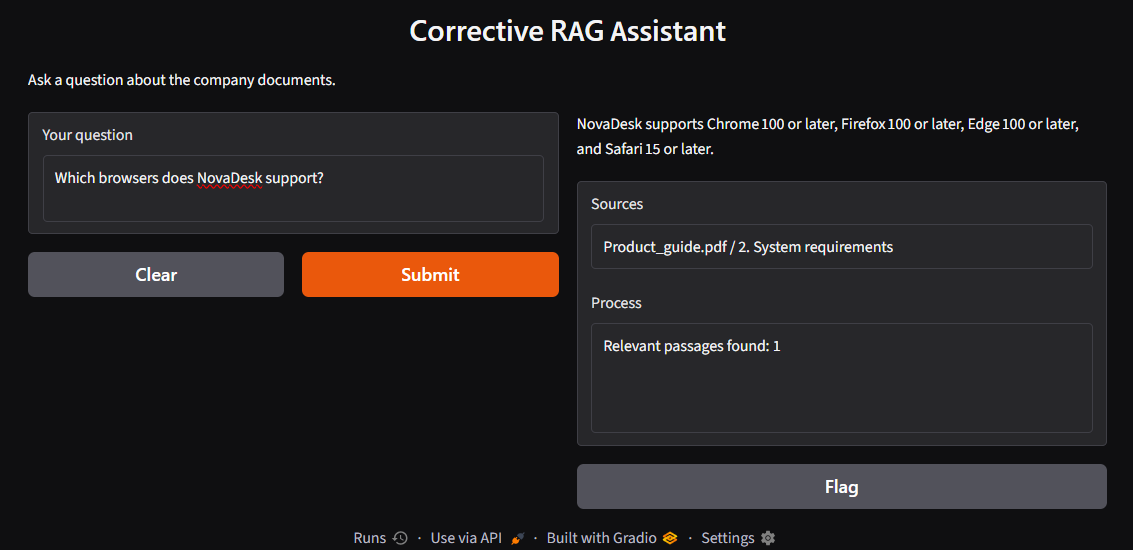 Corrective RAG Assistant
Ask a question about the company documents.
Your question
Which browsers does NovaDesk support?
Clear
Submit
NovaDesk supports Chrome 100 or later, Firefox 100 or later, Edge 100 or later,
and Safari 15 or later.
Sources
Product_guide.pdf / 2. System requirements
Process
Relevant passages found: 1
Flag
Runs · Use via API · Built with Gradio · Settings